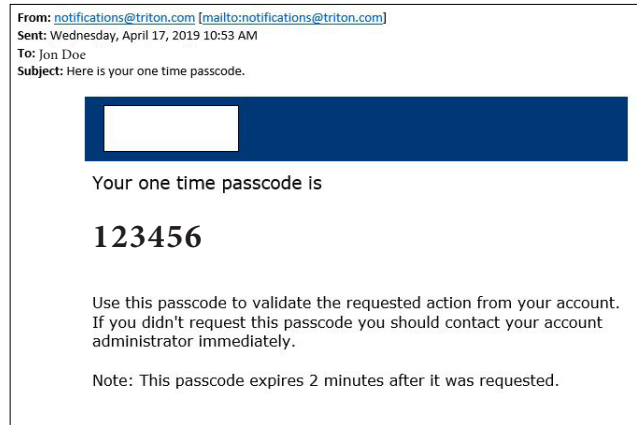 From: notifications@triton.com [mailto:notifications@triton.com]
Sent: Wednesday, April 17, 2019 10:53 AM
To: Jon Doe
Subject: Here is your one time passcode.
Your one time passcode is
123456
Use this passcode to validate the requested action from your account.
If you didn't request this passcode you should contact your account
administrator immediately.
Note: This passcode expires 2 minutes after it was requested.